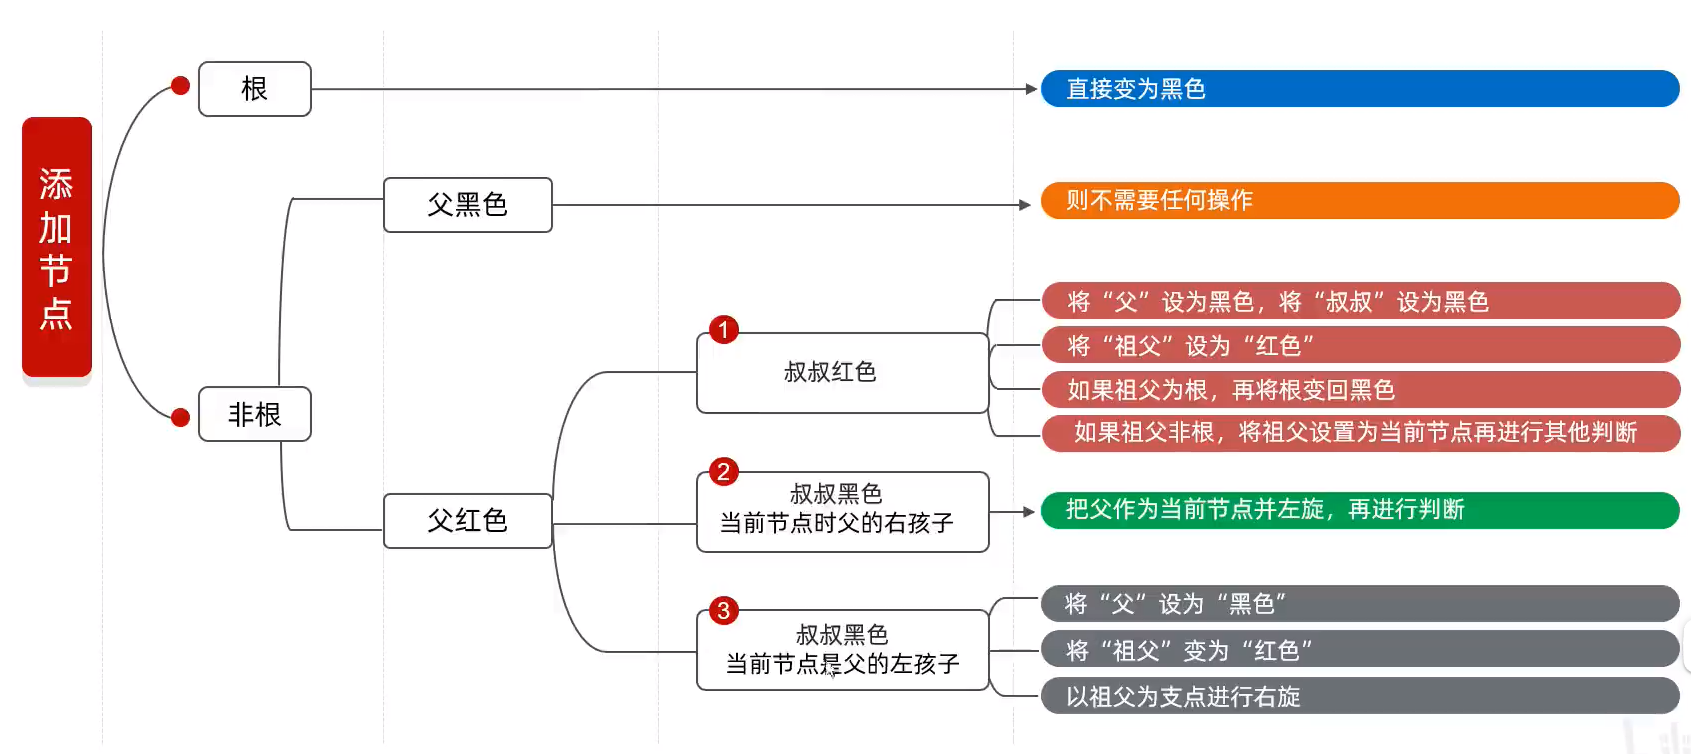 添加节点
根
直接变为黑色
父黑色
则不需要任何操作
非根
父红色
1
叔叔红色
将“父”设为黑色，将“叔叔”设为黑色
将“祖父”设为“红色”
如果祖父为根，再将根变回黑色
如果祖父非根，将祖父设置为当前节点再进行其他判断
2
叔叔黑色
当前节点时父的右孩子
把父作为当前节点并左旋，再进行判断
3
叔叔黑色
当前节点是父的左孩子
将“父”设为“黑色”
将“祖父”变为“红色”
以祖父为支点进行右旋